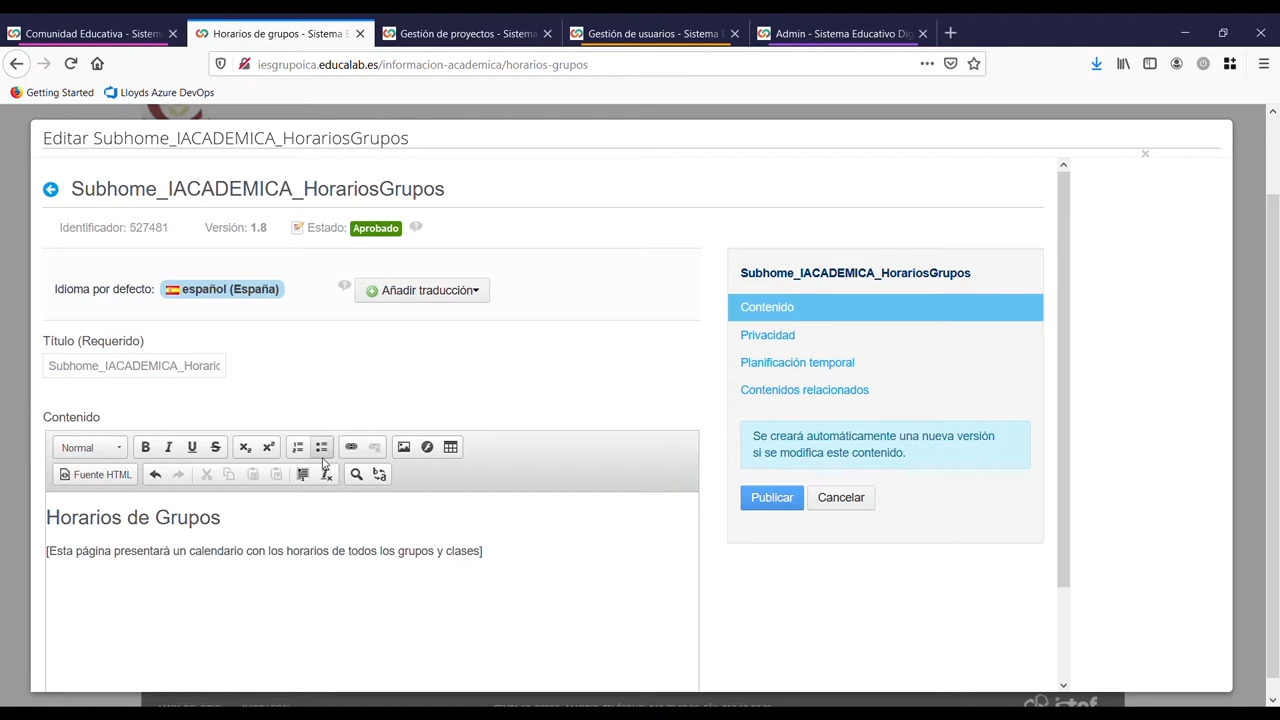 Comunidad Educativa - Sistem
Horarios de grupos - Sistema E
Gestión de proyectos - Sistema
Gestión de usuarios - Sistema E
Admin - Sistema Educativo Dig
iesgrupoica.educalab.es/informacion-academica/horarios-grupos
Getting Started
Lloyds Azure DevOps
Editar Subhome_IACADEMICA_HorariosGrupos
Subhome_IACADEMICA_HorariosGrupos
Identificador: 527481
Versión: 1.8
Estado: Aprobado
Idioma por defecto: español (España)
Añadir traducción
Título (Requerido)
Subhome_IACADEMICA_Horaric
Contenido
Normal
B I U S
Fuente HTML
Horarios de Grupos
[Esta página presentará un calendario con los horarios de todos los grupos y clases]
Subhome_IACADEMICA_HorariosGrupos
Contenido
Privacidad
Planificación temporal
Contenidos relacionados
Se creará automáticamente una nueva versión
si se modifica este contenido.
Publicar
Cancelar